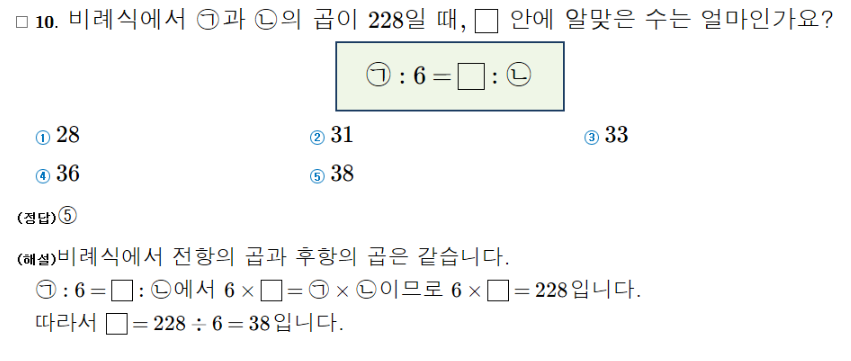 □ 10. 비례식에서 ㉠과 ㉡의 곱이 228일 때, □ 안에 알맞은 수는 얼마인가요?
㉠ : 6 = □ : ㉡
① 28 ② 31 ③ 33
④ 36 ⑤ 38
(정답)⑤
(해설)비례식에서 전항의 곱과 후항의 곱은 같습니다.
㉠ : 6 = □ : ㉡에서 6 × □ = ㉠ × ㉡이므로 6 × □ = 228입니다.
따라서 □ = 228 ÷ 6 = 38입니다.